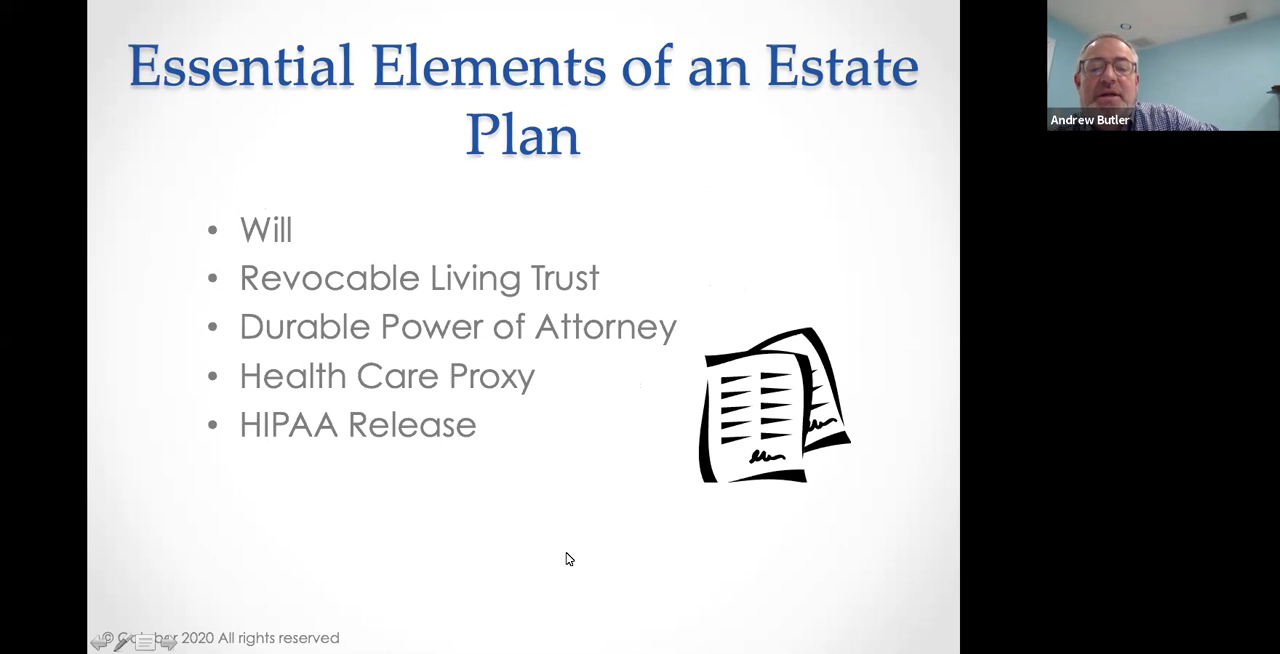 Essential Elements of an Estate
Plan
• Will
• Revocable Living Trust
• Durable Power of Attorney
• Health Care Proxy
• HIPAA Release
© 2020 All rights reserved
Andrew Butler